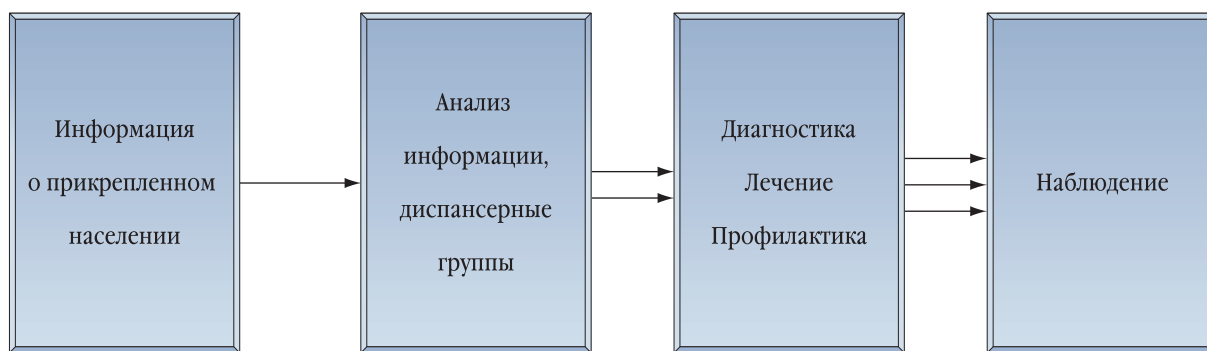 Информация
о прикрепленном
населении
Анализ
информации,
диспансерные
группы
Диагностика
Лечение
Профилактика
Наблюдение